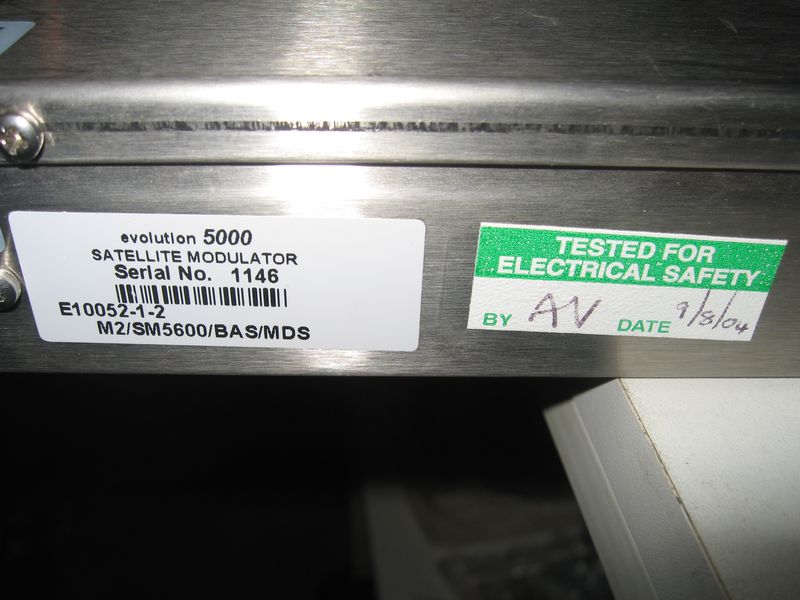 evolution 5000
SATELLITE MODULATOR
Serial No. 1146
E10052-1-2
M2/SM5600/BAS/MDS
TESTED FOR
ELECTRICAL SAFETY
BY AV DATE 9/8/04